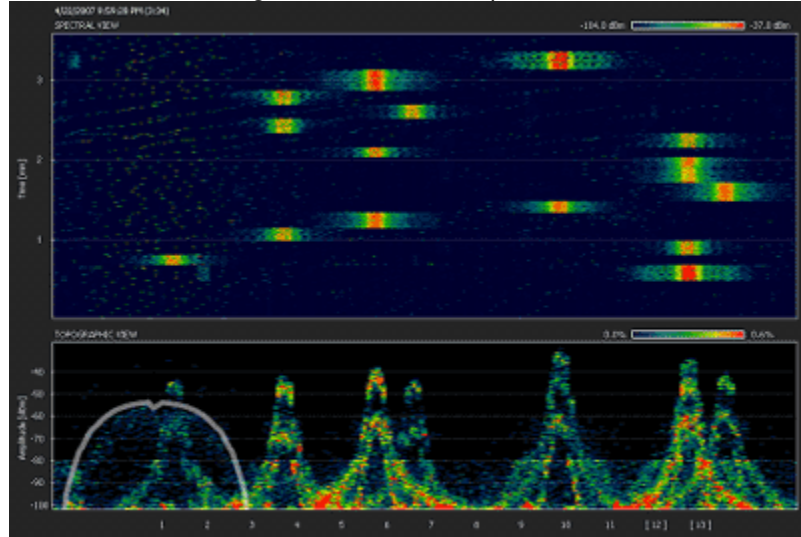 SPECTRAL VIEW
-104.0 dBm
-37.0 dBm
Time [min]
3
2
1
TOPOGRAPHIC VIEW
0.0%
0.6%
Amplitude [dBm]
-40
-50
-60
-70
-80
-90
-100
1 2 3 4 5 6 7 8 9 10 11 [12] [13]